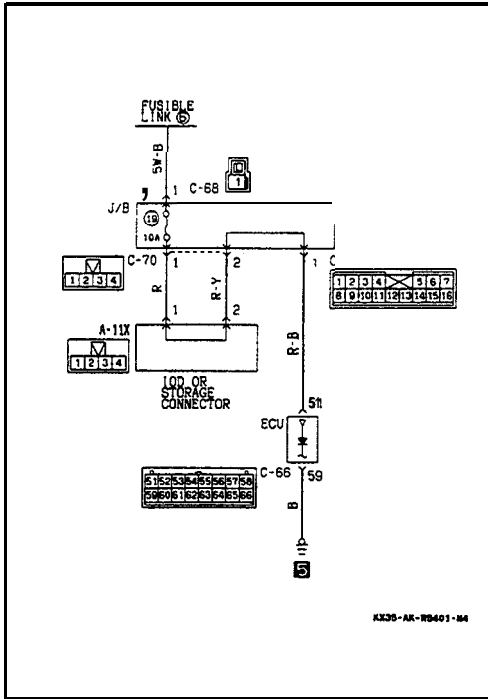 FUSIBLE
LINK ⑥
5W-B
1 C-68
1
J/B
⑲
10A
C-70 1 2
1 2 3 4
R
R-Y
1 2 3 4 5 6 7
8 9 10 11 12 13 14 15 16
1 2
A-11X
1 2 3 4
R-B
IOD OR
STORAGE
CONNECTOR
511
ECU
C-66 59
51 52 53 54 55 56 57 58
59 60 61 62 63 64 65 66
B
5